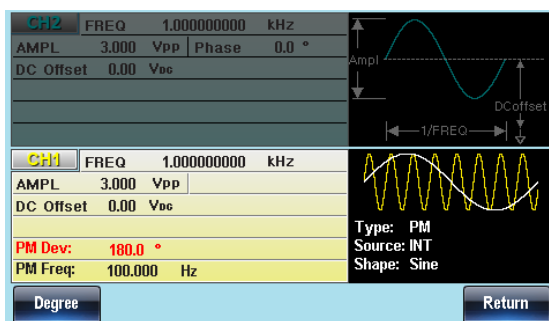 CH2 FREQ 1.000000000 kHz
AMPL 3.000 Vpp Phase 0.0 °
DC Offset 0.00 VDC
Ampl
DCoffset
1/FREQ
CH1 FREQ 1.000000000 kHz
AMPL 3.000 Vpp
DC Offset 0.00 VDC
PM Dev: 180.0 °
PM Freq: 100.000 Hz
Type: PM
Source: INT
Shape: Sine
Degree Return